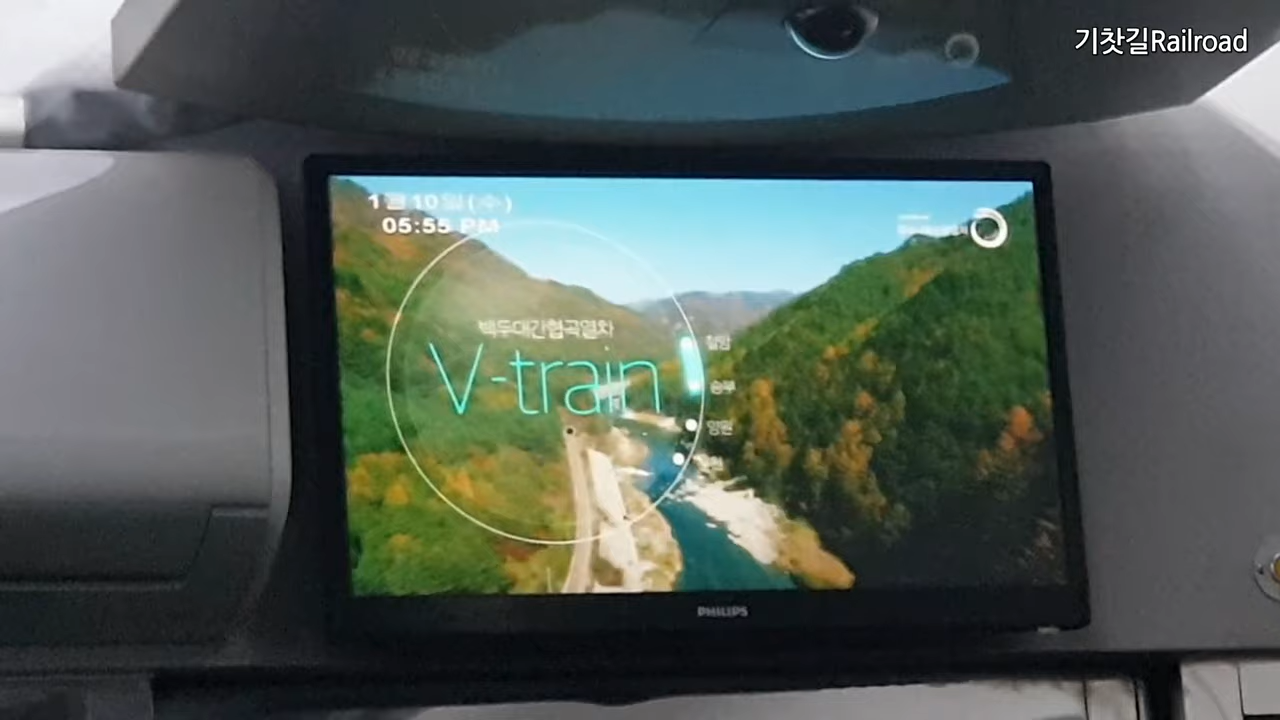 기찻길Railroad
1월 10일(수)
05:55 PM
백두대간협곡열차
V-train
철암
승부
양원
PHILIPS